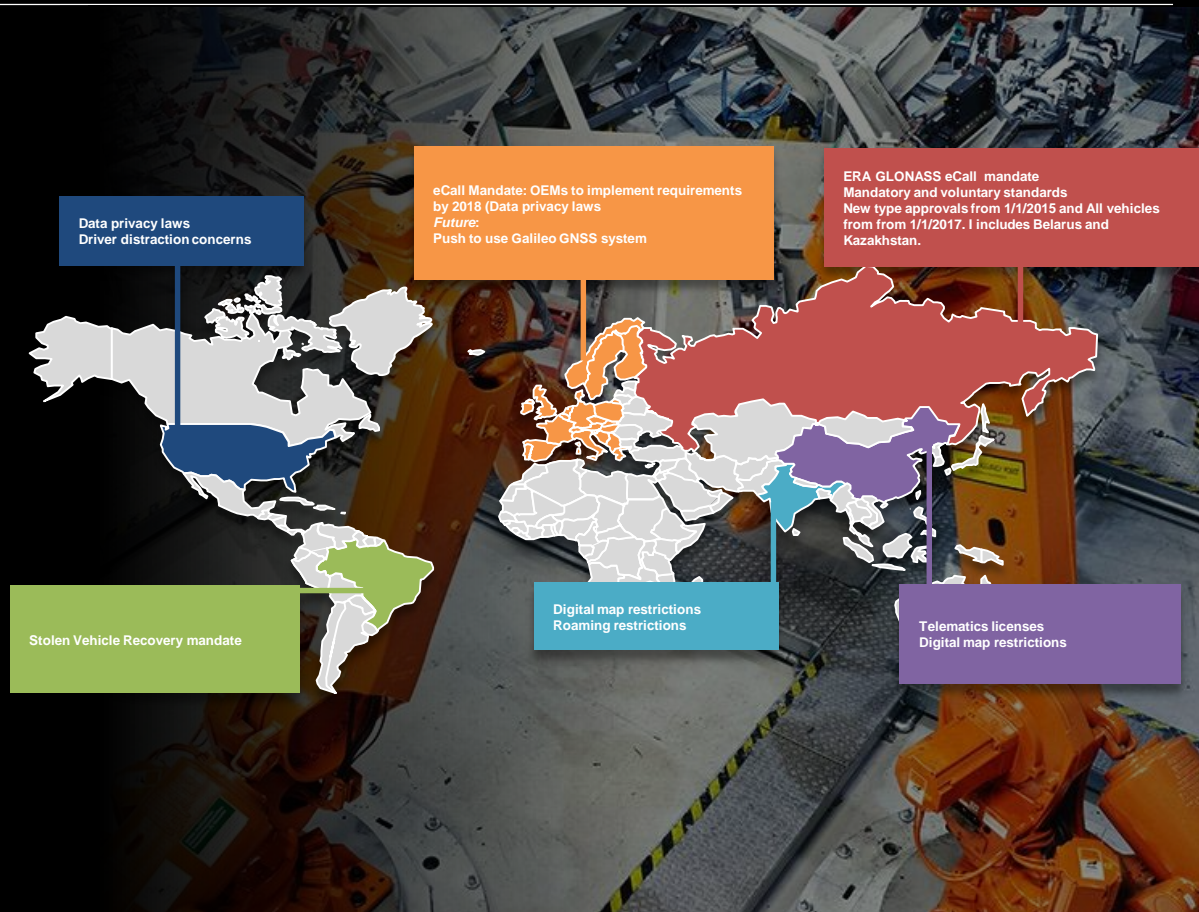 ABB
eCall Mandate: OEMs to implement requirements
by 2018 (Data privacy laws
Future:
Push to use Galileo GNSS system
ERA GLONASS eCall mandate
Mandatory and voluntary standards
New type approvals from 1/1/2015 and All vehicles
from from 1/1/2017. I includes Belarus and
Kazakhstan.
Data privacy laws
Driver distraction concerns
Stolen Vehicle Recovery mandate
Digital map restrictions
Roaming restrictions
Telematics licenses
Digital map restrictions